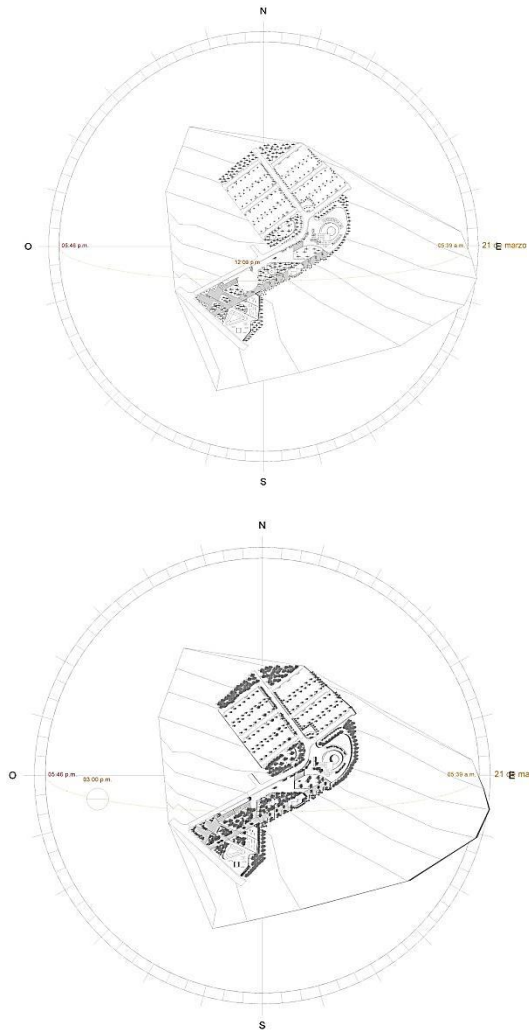 N
O
05:46 p.m.
12:09 p.m.
05:39 a.m.
21 de marzo
E
S
N
O
05:46 p.m.
03:00 p.m.
05:39 a.m.
21 de ma
E
S